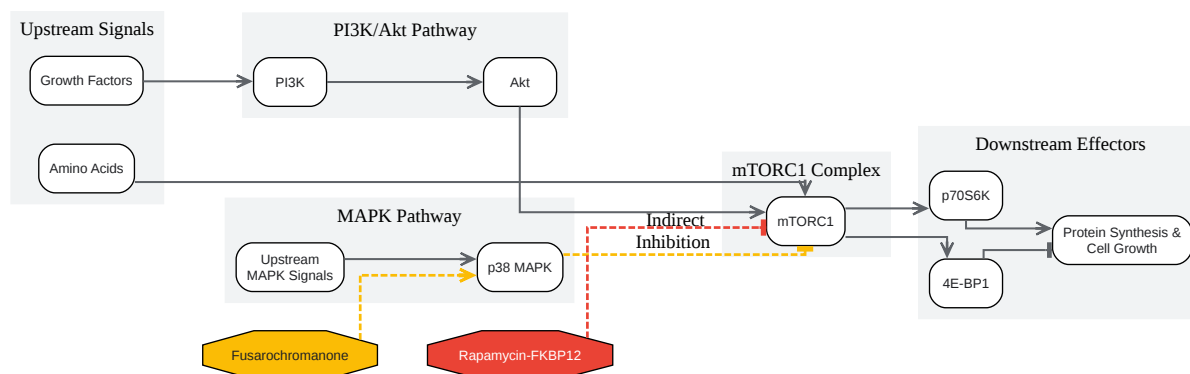 Upstream Signals
Growth Factors
Amino Acids
PI3K/Akt Pathway
PI3K
Akt
MAPK Pathway
Upstream
MAPK Signals
p38 MAPK
Indirect
Inhibition
mTORC1 Complex
mTORC1
Downstream Effectors
p70S6K
4E-BP1
Protein Synthesis &
Cell Growth
Fusarochromanone
Rapamycin-FKBP12